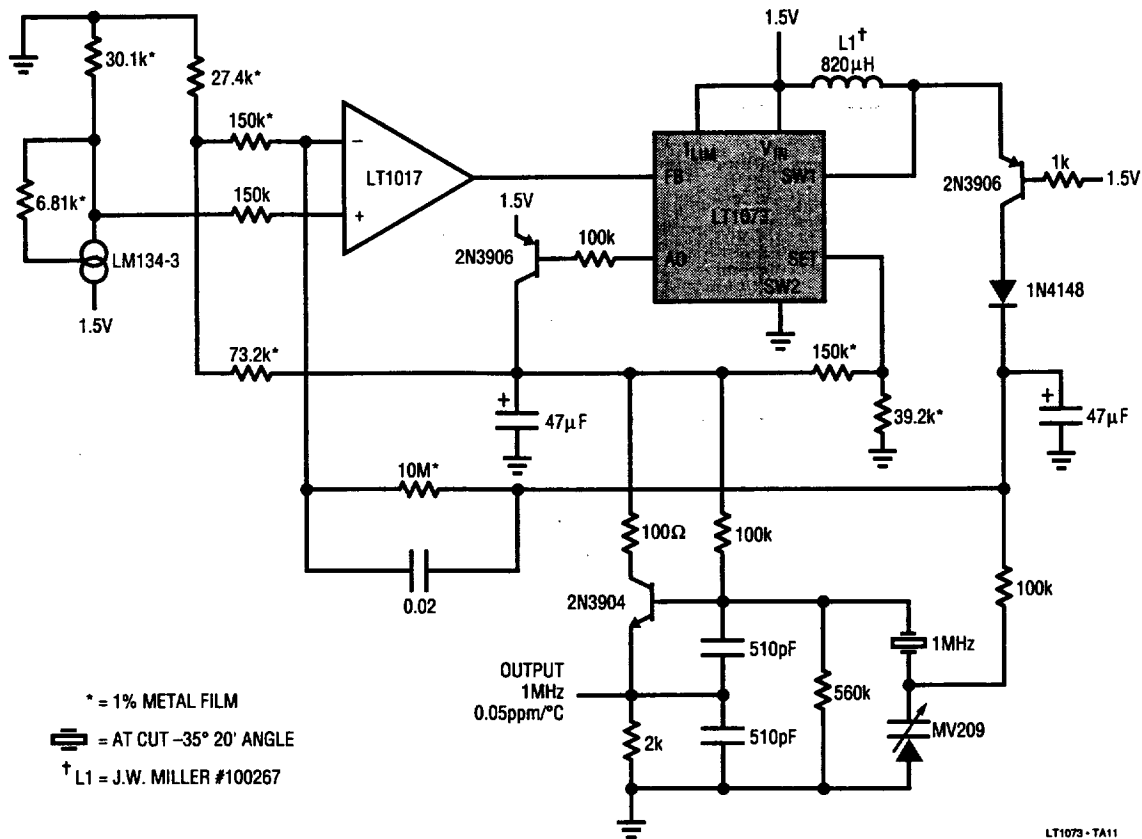 1.5V
L1†
820µH
30.1k*
27.4k*
150k*
−
LT1017
+
150k
6.81k*
LM134-3
1.5V
ILIM
VIN
FB
SW1
LT1073
AO
SET
SW2
2N3906
1k
1.5V
1.5V
2N3906
100k
1N4148
73.2k*
150k*
+
47µF
39.2k*
+
47µF
10M*
0.02
100Ω
100k
100k
2N3904
510pF
1MHz
OUTPUT
1MHz
0.05ppm/°C
560k
2k
510pF
MV209
* = 1% METAL FILM
= AT CUT –35° 20' ANGLE
† L1 = J.W. MILLER #100267
LT1073 • TA11